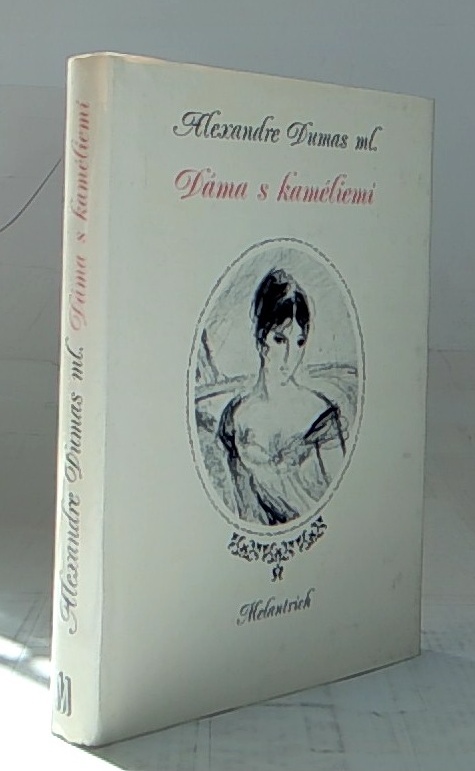 Alexandre Dumas ml.
Dáma s kaméliemi
Melantrich
Alexandre Dumas ml. Dáma s kaméliemi